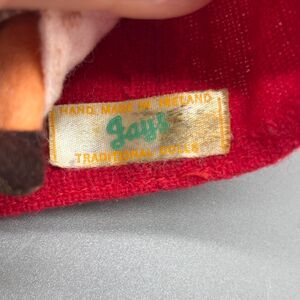 HAND MADE IN IRELAND
Jays
TRADITIONAL DOLLS